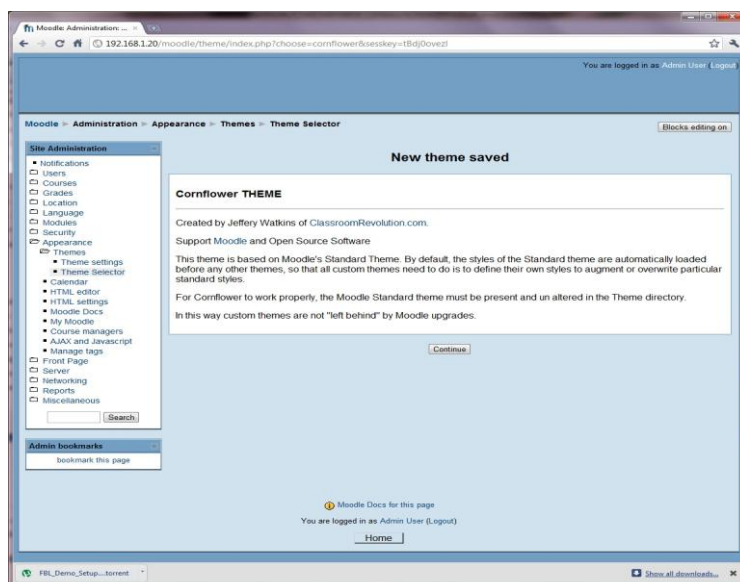 Moodle: Administration: ...
192.168.1.20/moodle/theme/index.php?choose=cornflower&sesskey=tBdj0ovezl
You are logged in as Admin User (Logout)
Moodle ► Administration ► Appearance ► Themes ► Theme Selector
Blocks editing on
Site Administration
Notifications
Users
Courses
Grades
Location
Language
Modules
Security
Appearance
Themes
Theme settings
Theme Selector
Calendar
HTML editor
HTML settings
Moodle Docs
My Moodle
Course managers
AJAX and Javascript
Manage tags
Front Page
Server
Networking
Reports
Miscellaneous
Search
Admin bookmarks
bookmark this page
New theme saved
Cornflower THEME
Created by Jeffery Watkins of ClassroomRevolution.com.
Support Moodle and Open Source Software
This theme is based on Moodle's Standard Theme. By default, the styles of the Standard theme are automatically loaded
before any other themes, so that all custom themes need to do is to define their own styles to augment or overwrite particular
standard styles.
For Cornflower to work properly, the Moodle Standard theme must be present and un altered in the Theme directory.
In this way custom themes are not "left behind" by Moodle upgrades.
Continue
Moodle Docs for this page
You are logged in as Admin User (Logout)
Home
FBL_Demo_Setup....torrent
Show all downloads...